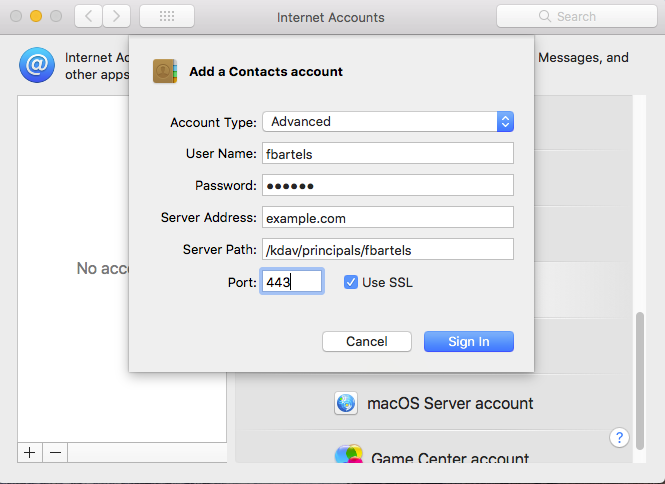 Internet Accounts
Search
Internet Ac
Messages, and
other apps
Add a Contacts account
Account Type: Advanced
User Name: fbartels
Password: ••••••
Server Address: example.com
Server Path: /kdav/principals/fbartels
Port: 443 Use SSL
No acc
Cancel Sign In
macOS Server account
?
Game Center account